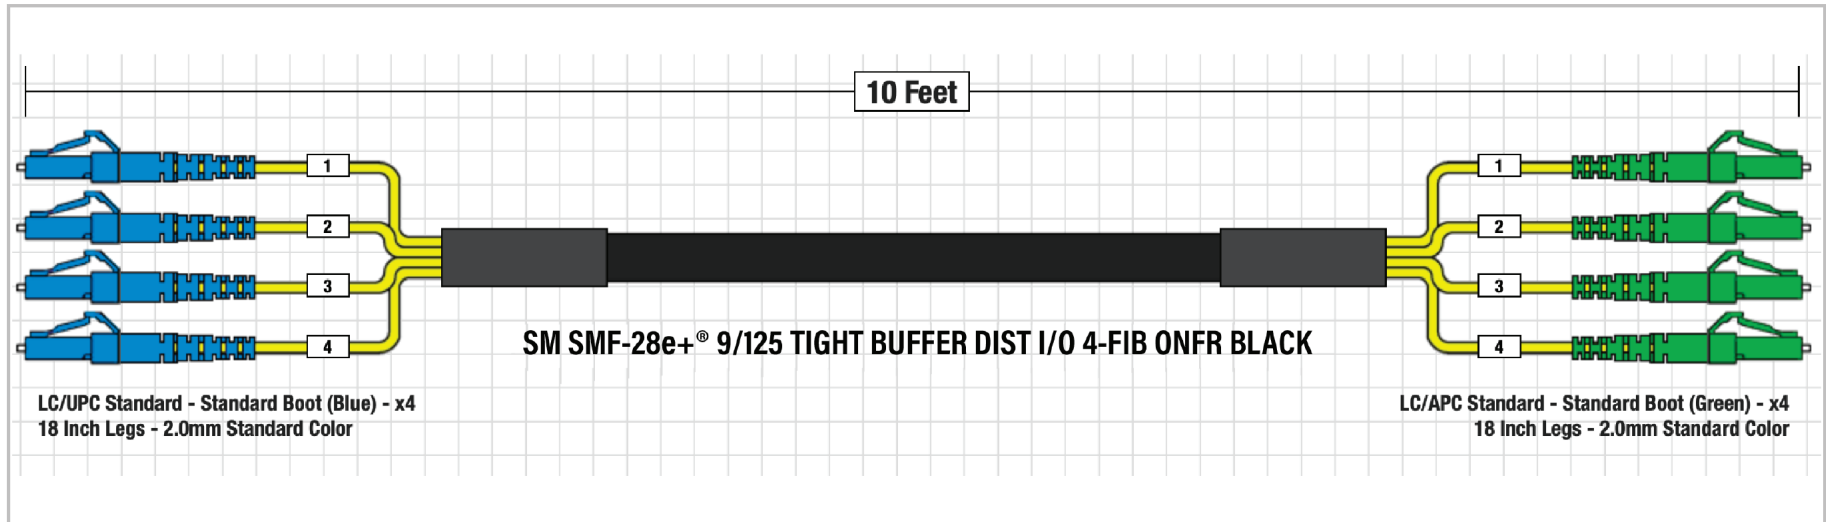 10 Feet
1
1
2
2
3
3
4
4
SM SMF-28e+® 9/125 TIGHT BUFFER DIST I/O 4-FIB ONFR BLACK
LC/UPC Standard - Standard Boot (Blue) - x4
18 Inch Legs - 2.0mm Standard Color
LC/APC Standard - Standard Boot (Green) - x4
18 Inch Legs - 2.0mm Standard Color